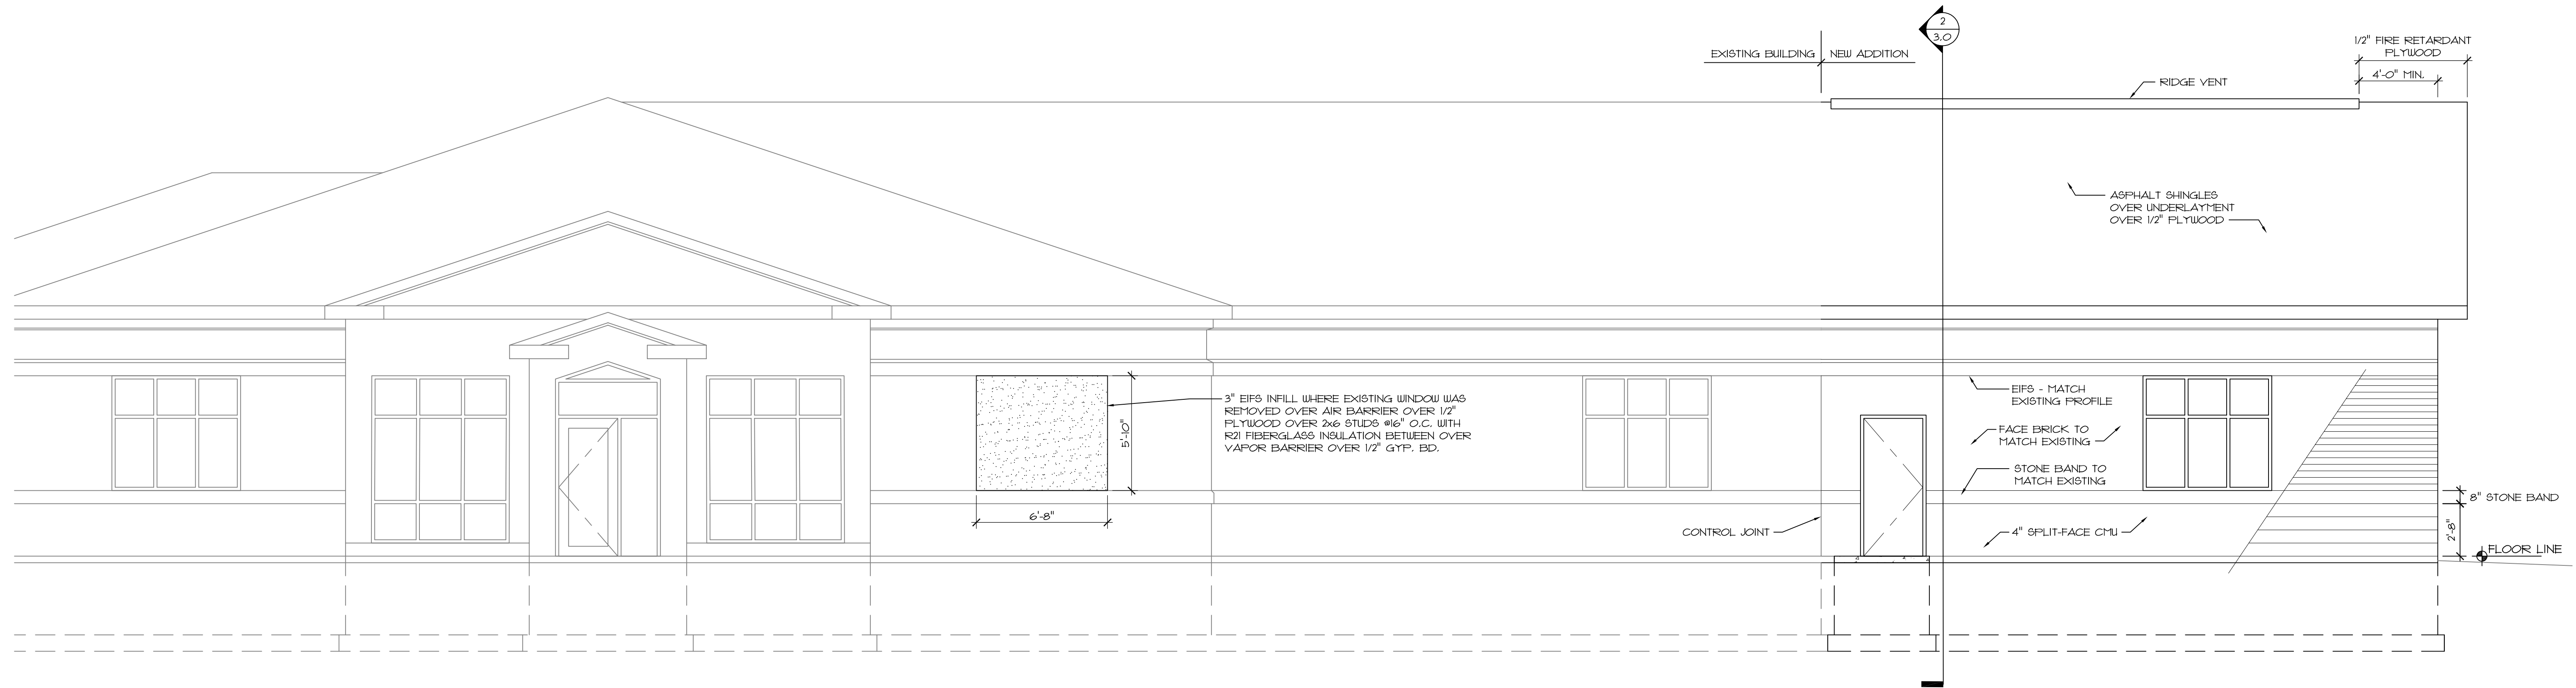 2
3.0
EXISTING BUILDING
NEW ADDITION
1/2" FIRE RETARDANT
PLYWOOD
4'-0" MIN.
RIDGE VENT
ASPHALT SHINGLES
OVER UNDERLAYMENT
OVER 1/2" PLYWOOD
3" EIFS INFILL WHERE EXISTING WINDOW WAS
REMOVED OVER AIR BARRIER OVER 1/2"
PLYWOOD OVER 2x6 STUDS @16" O.C. WITH
R21 FIBERGLASS INSULATION BETWEEN OVER
VAPOR BARRIER OVER 1/2" GYP. BD.
5'-10"
6'-8"
EIFS - MATCH
EXISTING PROFILE
FACE BRICK TO
MATCH EXISTING
STONE BAND TO
MATCH EXISTING
CONTROL JOINT
4" SPLIT-FACE CMU
8" STONE BAND
2'-8"
FLOOR LINE